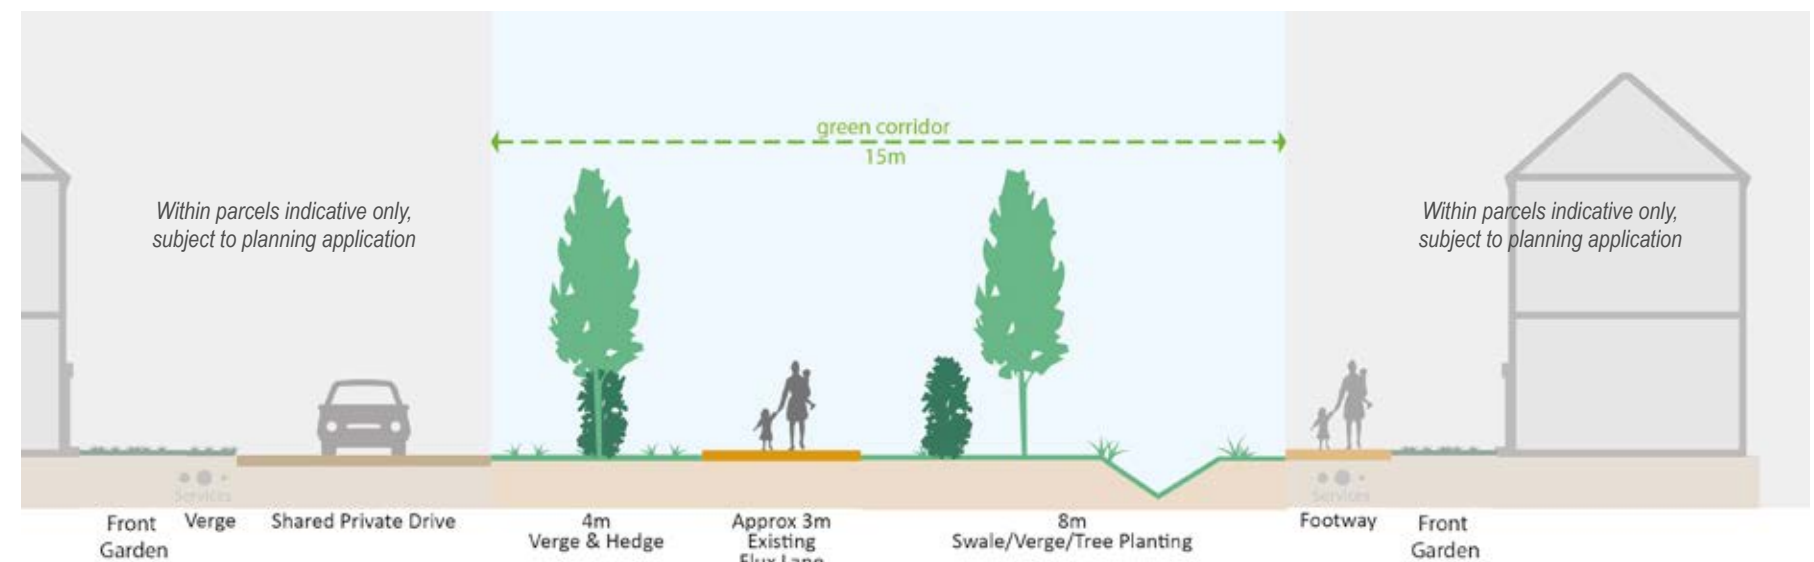 green corridor
15m
Within parcels indicative only,
subject to planning application
Within parcels indicative only,
subject to planning application
Services
Services
Front
Garden
Verge
Shared Private Drive
4m
Verge & Hedge
Approx 3m
Existing
Flux Lane
8m
Swale/Verge/Tree Planting
Footway
Front
Garden